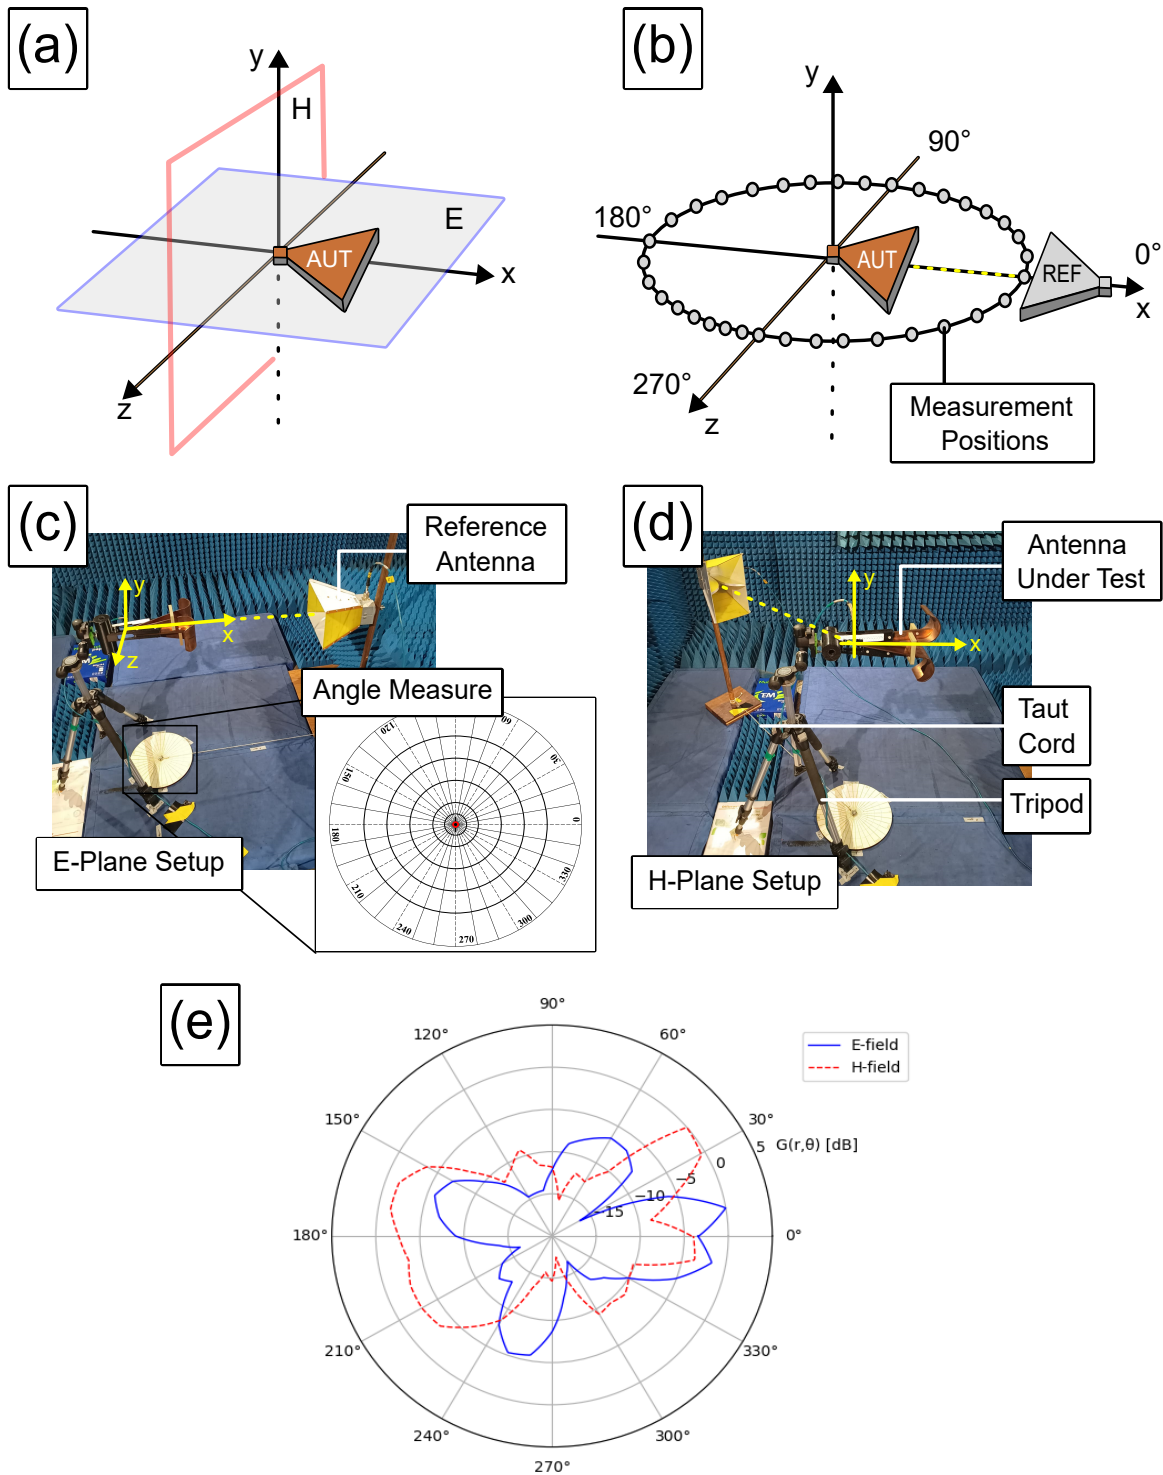 (a)
y
H
E
AUT
x
z
(b)
y
90°
180°
0°
AUT
REF
x
270°
z
Measurement
Positions
(c)
Reference
Antenna
y
x
z
Angle Measure
120
60
150
30
180
0
210
330
240
270
300
E-Plane Setup
(d)
Antenna
Under Test
y
x
Taut
Cord
Tripod
H-Plane Setup
(e)
90°
120°
60°
E-field
H-field
150°
30°
5 G(r,θ) [dB]
0
−5
−10
−15
180°
0°
210°
330°
240°
300°
270°